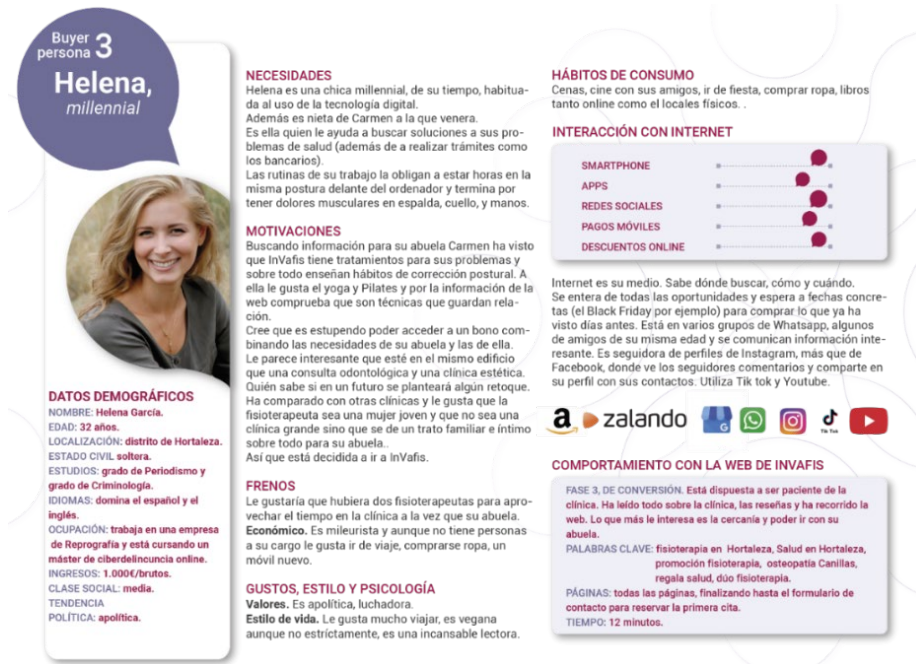 Buyer
persona 3
Helena,
millennial
DATOS DEMOGRÁFICOS
NOMBRE: Helena García.
EDAD: 32 años.
LOCALIZACIÓN: distrito de Hortaleza.
ESTADO CIVIL soltera.
ESTUDIOS: grado de Periodismo y
grado de Criminología.
IDIOMAS: domina el español y el
inglés.
OCUPACIÓN: trabaja en una empresa
de Reprografía y está cursando un
máster de ciberdelincuncia online.
INGRESOS: 1.000€/brutos.
CLASE SOCIAL: media.
TENDENCIA
POLÍTICA: apolítica.
NECESIDADES
Helena es una chica millennial, de su tiempo, habitua-
da al uso de la tecnología digital.
Además es nieta de Carmen a la que venera.
Es ella quien le ayuda a buscar soluciones a sus pro-
blemas de salud (además de a realizar trámites como
los bancarios).
Las rutinas de su trabajo la obligan a estar horas en la
misma postura delante del ordenador y termina por
tener dolores musculares en espalda, cuello, y manos.
MOTIVACIONES
Buscando información para su abuela Carmen ha visto
que InVafis tiene tratamientos para sus problemas y
sobre todo enseñan hábitos de corrección postural. A
ella le gusta el yoga y Pilates y por la información de la
web comprueba que son técnicas que guardan rela-
ción.
Cree que es estupendo poder acceder a un bono com-
binando las necesidades de su abuela y las de ella.
Le parece interesante que esté en el mismo edificio
que una consulta odontológica y una clínica estética.
Quién sabe si en un futuro se planteará algún retoque.
Ha comparado con otras clínicas y le gusta que la
fisioterapeuta sea una mujer joven y que no sea una
clínica grande sino que se de un trato familiar e íntimo
sobre todo para su abuela..
Así que está decidida a ir a InVafis.
FRENOS
Le gustaría que hubiera dos fisioterapeutas para apro-
vechar el tiempo en la clínica a la vez que su abuela.
Económico. Es mileurista y aunque no tiene personas
a su cargo le gusta ir de viaje, comprarse ropa, un
móvil nuevo.
GUSTOS, ESTILO Y PSICOLOGÍA
Valores. Es apolítica, luchadora.
Estilo de vida. Le gusta mucho viajar, es vegana
aunque no estríctamente, es una incansable lectora.
HÁBITOS DE CONSUMO
Cenas, cine con sus amigos, ir de fiesta, comprar ropa, libros
tanto online como el locales físicos. .
INTERACCIÓN CON INTERNET
SMARTPHONE
APPS
REDES SOCIALES
PAGOS MÓVILES
DESCUENTOS ONLINE
Internet es su medio. Sabe dónde buscar, cómo y cuándo.
Se entera de todas las oportunidades y espera a fechas concre-
tas (el Black Friday por ejemplo) para comprar lo que ya ha
visto días antes. Está en varios grupos de Whatsapp, algunos
de amigos de su misma edad y se comunican información inte-
resante. Es seguidora de perfiles de Instagram, más que de
Facebook, donde ve los seguidores comentarios y comparte en
su perfil con sus contactos. Utiliza Tik tok y Youtube.
a zalando G Tik Tok
COMPORTAMIENTO CON LA WEB DE INVAFIS
FASE 3, DE CONVERSIÓN. Está dispuesta a ser paciente de la
clínica. Ha leído todo sobre la clínica, las reseñas y ha recorrido la
web. Lo que más le interesa es la cercanía y poder ir con su
abuela.
PALABRAS CLAVE: fisioterapia en Hortaleza, Salud en Hortaleza,
promoción fisioterapia, osteopatía Canillas,
regala salud, dúo fisioterapia.
PÁGINAS: todas las páginas, finalizando hasta el formulario de
contacto para reservar la primera cita.
TIEMPO: 12 minutos.